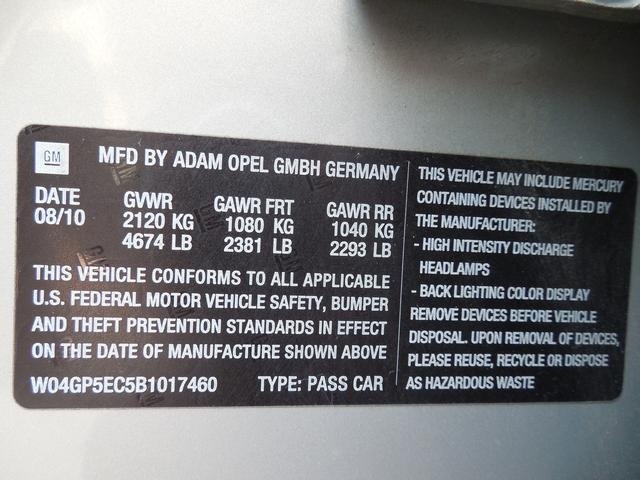 GM
MFD BY ADAM OPEL GMBH GERMANY
DATE GVWR GAWR FRT GAWR RR
08/10 2120 KG 1080 KG 1040 KG
4674 LB 2381 LB 2293 LB
THIS VEHICLE CONFORMS TO ALL APPLICABLE
U.S. FEDERAL MOTOR VEHICLE SAFETY, BUMPER
AND THEFT PREVENTION STANDARDS IN EFFECT
ON THE DATE OF MANUFACTURE SHOWN ABOVE
W04GP5EC5B1017460 TYPE: PASS CAR
THIS VEHICLE MAY INCLUDE MERCURY
CONTAINING DEVICES INSTALLED BY
THE MANUFACTURER:
- HIGH INTENSITY DISCHARGE
HEADLAMPS
- BACK LIGHTING COLOR DISPLAY
REMOVE DEVICES BEFORE VEHICLE
DISPOSAL. UPON REMOVAL OF DEVICES,
PLEASE REUSE, RECYCLE OR DISPOSE
AS HAZARDOUS WASTE